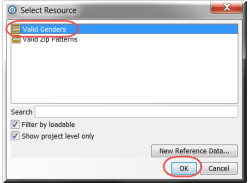 Select Resource
Valid Genders
Valid Zip Patterns
Search
Filter by loadable
Show project level only
New Reference Data...
OK
Cancel